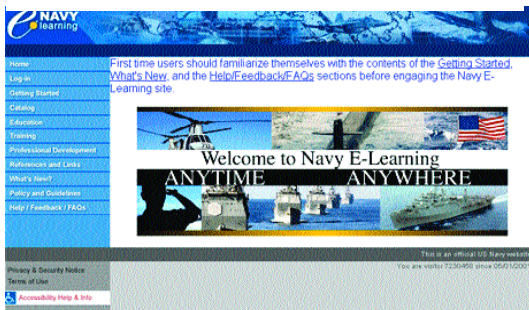 e NAVY
learning
Home
Log-in
Getting Started
Catalog
Education
Training
Professional Development
References and Links
What's New?
Policy and Guidelines
Help / Feedback / FAQs
First time users should familiarize themselves with the contents of the Getting Started,
What's New, and the Help/Feedback/FAQs sections before engaging the Navy E-
Learning site.
Welcome to Navy E-Learning
ANYTIME ANYWHERE
This is an official US Navy website
You are visitor 7230458 since 05/01/2001
Privacy & Security Notice
Terms of Use
Accessibility Help & Info